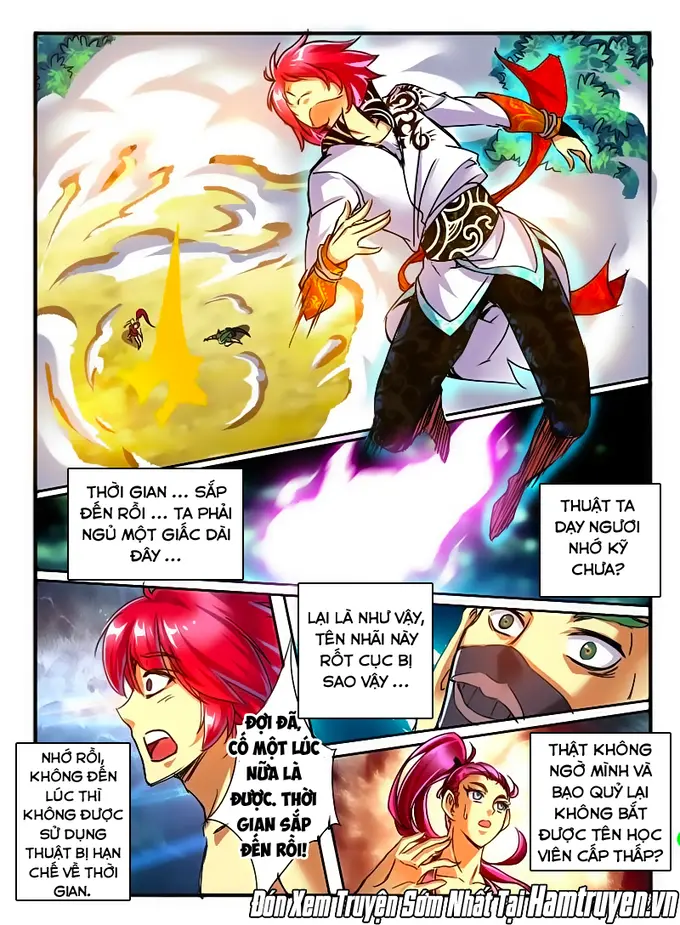 THỜI GIAN ... SẮP
ĐẾN RỒI ... TA PHẢI
NGỦ MỘT GIẤC DÀI
ĐÂY ...
THUẬT TA
DẠY NGƯƠI
NHỚ KỸ
CHƯA?
LẠI LÀ NHƯ VẬY,
TÊN NHÃI NÀY
RỐT CỤC BỊ
SAO VẬY ...
ĐỢI ĐÃ,
CÓ MỘT LÚC
NỮA LÀ
ĐƯỢC. THỜI
GIAN SẮP
ĐẾN RỒI!
NHỚ RỒI,
KHÔNG ĐẾN
LÚC THÌ
KHÔNG ĐƯỢC
SỬ DỤNG
THUẬT BỊ HẠN
CHẾ VỀ THỜI
GIAN.
THẬT KHÔNG
NGỜ MÌNH VÀ
BẠO QUỶ LẠI
KHÔNG BẮT
ĐƯỢC TÊN HỌC
VIÊN CẤP THẤP?
Đón Xem Truyện Sớm Nhất Tại Hamtruyen.vn